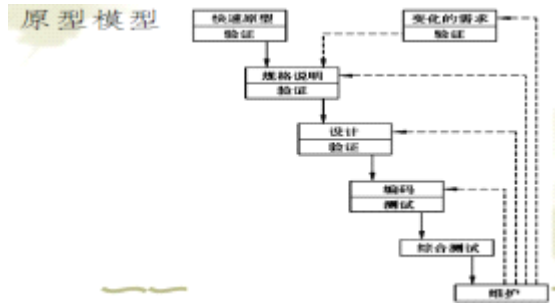 原型模型
快速原型
验证
变化的需求
验证
规格说明
验证
设计
验证
编码
测试
综合测试
维护